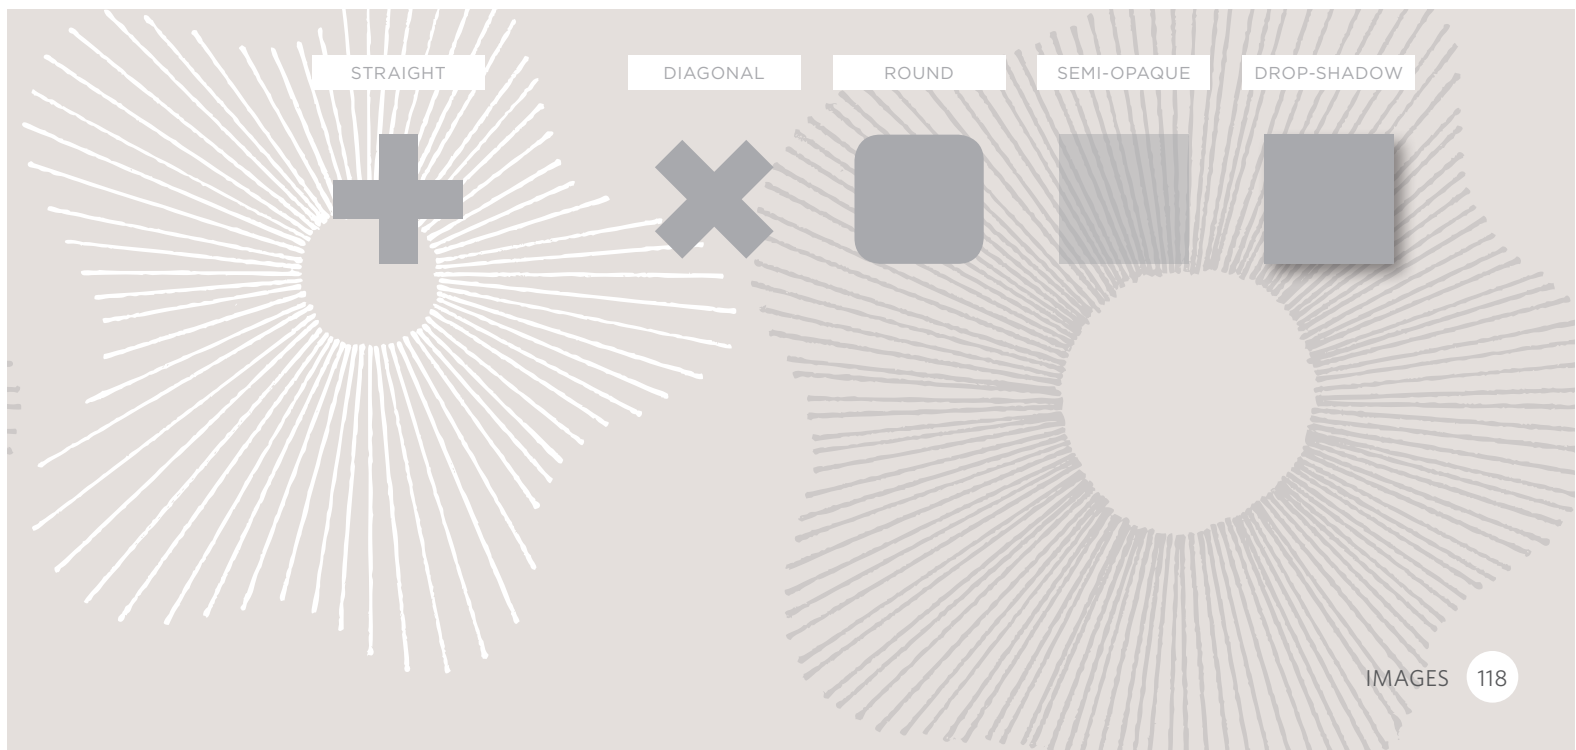 STRAIGHT
DIAGONAL
ROUND
SEMI-OPAQUE
DROP-SHADOW
IMAGES 118